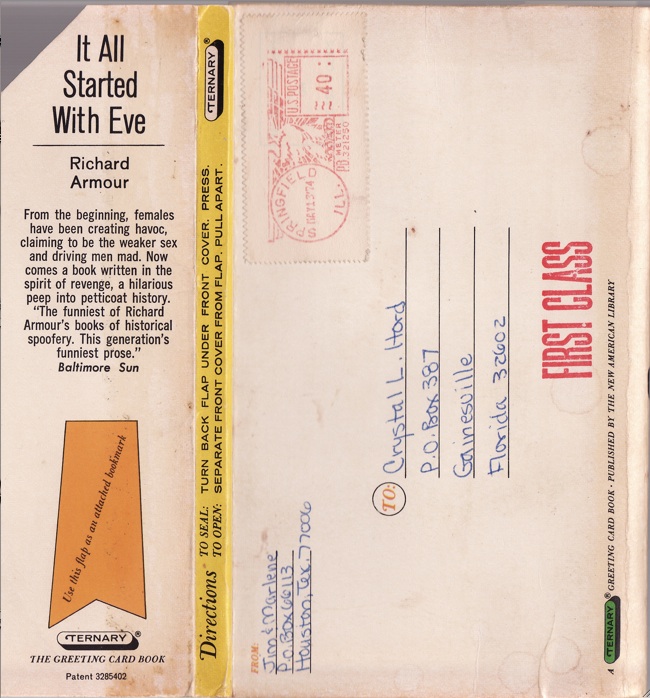 It All
Started
With Eve
Richard
Armour
From the beginning, females
have been creating havoc,
claiming to be the weaker sex
and driving men mad. Now
comes a book written in the
spirit of revenge, a hilarious
peep into petticoat history.
"The funniest of Richard
Armour's books of historical
spoofery. This generation's
funniest prose."
Baltimore Sun
Use this flap as an attached bookmark
TERNARY®
THE GREETING CARD BOOK
Patent 3285402
Directions
TO SEAL: TURN BACK FLAP UNDER FRONT COVER. PRESS.
TO OPEN: SEPARATE FRONT COVER FROM FLAP. PULL APART.
TERNARY®
FROM:
Jim & Marlene
P.O. Box 66113
Houston, Tex. 77006
SPRINGFIELD
MAY13'74
ILL.
U.S. POSTAGE
40
PB METER
321250
TO: Crystal L. Hord
P.O. Box 387
Gainesville
Florida 32602
FIRST CLASS
A TERNARY® GREETING CARD BOOK · PUBLISHED BY THE NEW AMERICAN LIBRARY